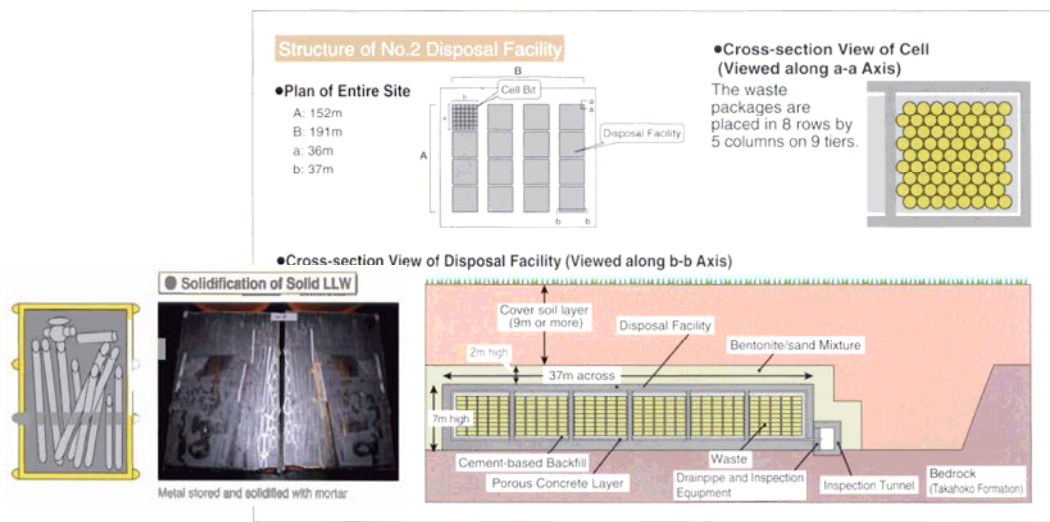 Structure of No.2 Disposal Facility
●Plan of Entire Site
A: 152m
B: 191m
a: 36m
b: 37m
B
b
Cell Bit
a
a
a
A
Disposal Facility
b
b
●Cross-section View of Cell
(Viewed along a-a Axis)
The waste
packages are
placed in 8 rows by
5 columns on 9 tiers.
●Cross-section View of Disposal Facility (Viewed along b-b Axis)
● Solidification of Solid LLW
Metal stored and solidified with mortar
Cover soil layer
(9m or more)
Disposal Facility
Bentonite/sand Mixture
2m high
37m across
7m high
Cement-based Backfill
Porous Concrete Layer
Waste
Drainpipe and Inspection
Equipment
Inspection Tunnel
Bedrock
(Takahoko Formation)